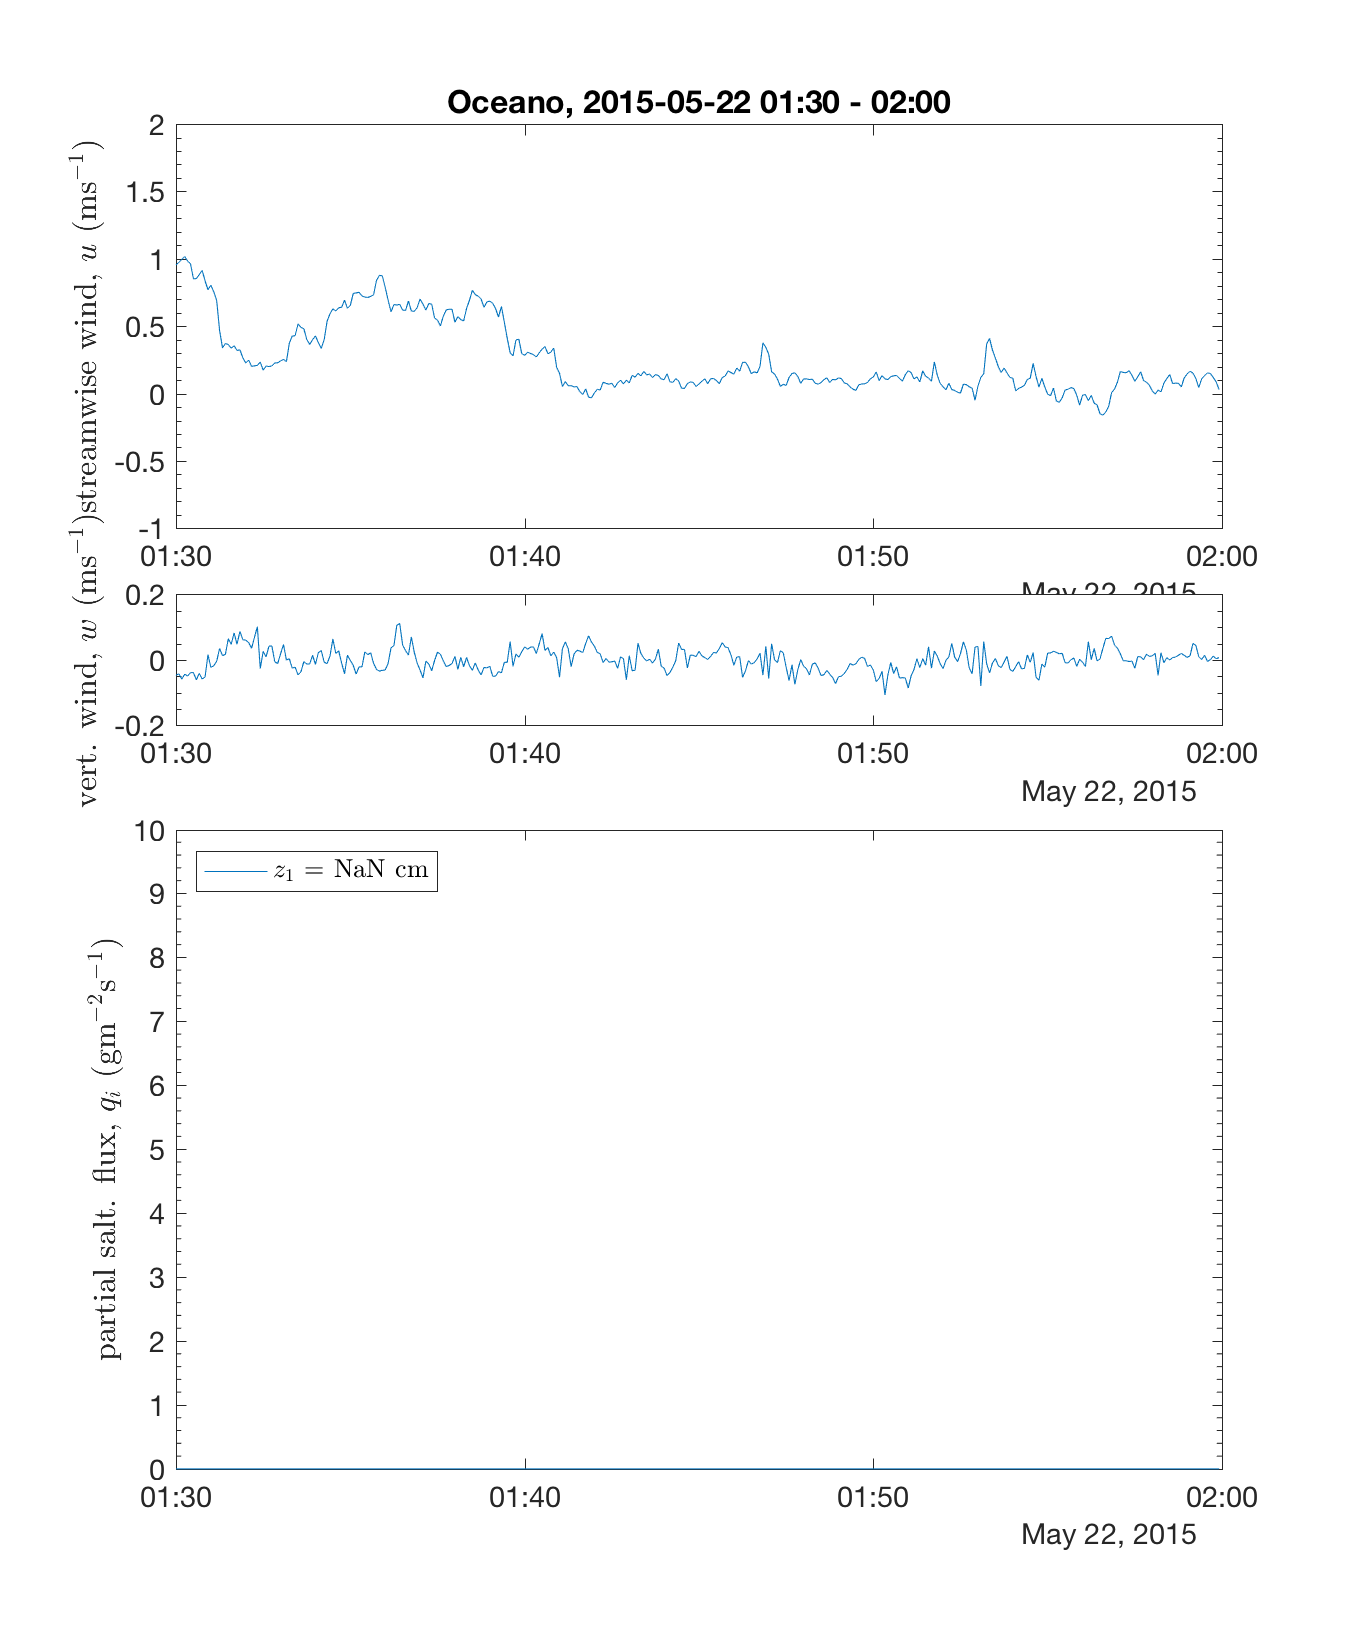 Oceano, 2015-05-22 01:30 - 02:00
streamwise wind, u (ms⁻¹)
2
1.5
1
0.5
0
-0.5
-1
01:30 01:40 01:50 02:00
May 22, 2015
vert. wind, w (ms⁻¹)
0.2
0
-0.2
01:30 01:40 01:50 02:00
May 22, 2015
partial salt. flux, qᵢ (gm⁻²s⁻¹)
10
9
8
7
6
5
4
3
2
1
0
z₁ = NaN cm
01:30 01:40 01:50 02:00
May 22, 2015